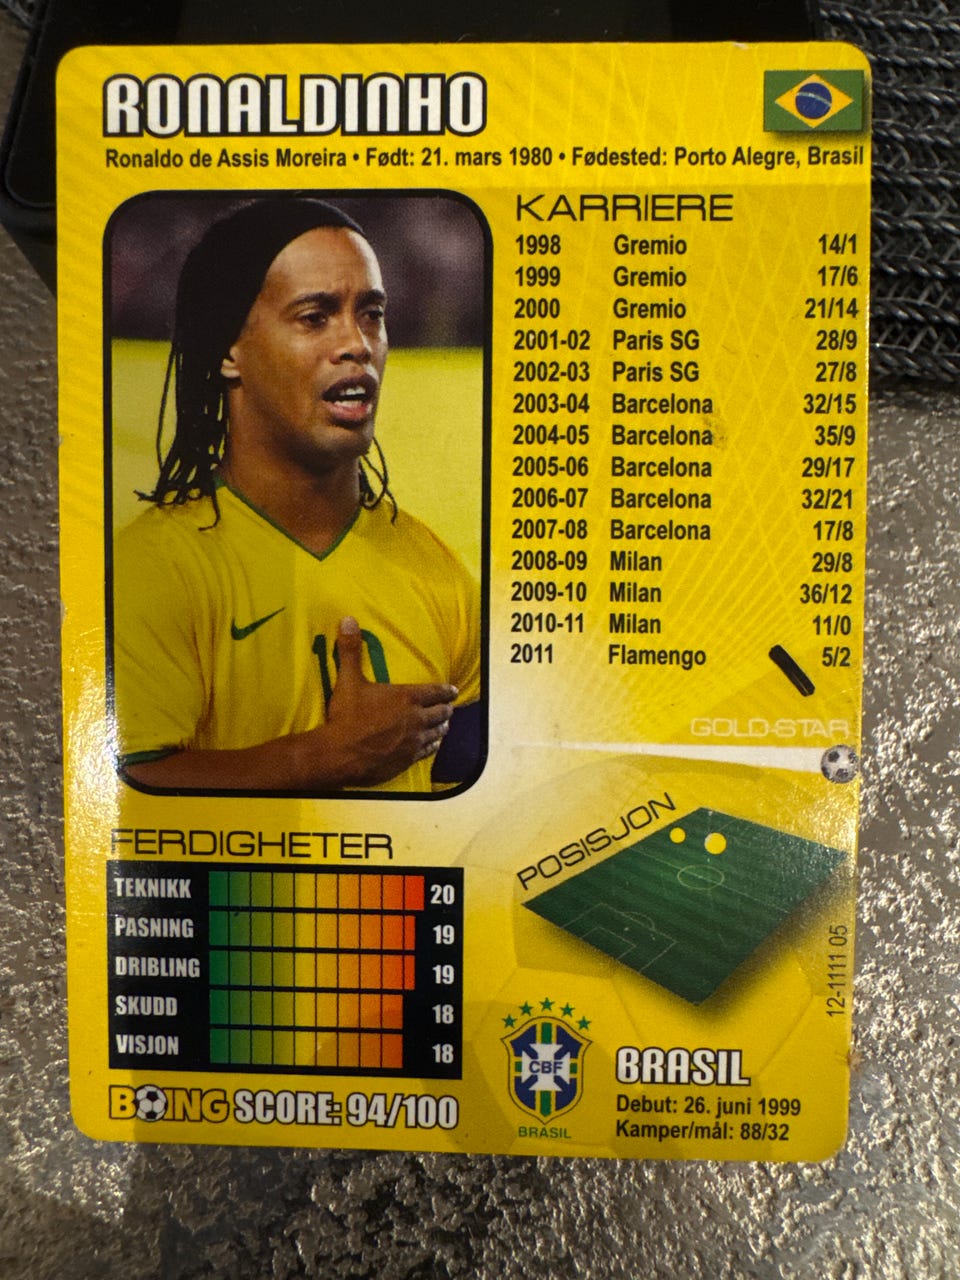 RONALDINHO
Ronaldo de Assis Moreira • Født: 21. mars 1980 • Fødested: Porto Alegre, Brasil
KARRIERE
1998 Gremio 14/1
1999 Gremio 17/6
2000 Gremio 21/14
2001-02 Paris SG 28/9
2002-03 Paris SG 27/8
2003-04 Barcelona 32/15
2004-05 Barcelona 35/9
2005-06 Barcelona 29/17
2006-07 Barcelona 32/21
2007-08 Barcelona 17/8
2008-09 Milan 29/8
2009-10 Milan 36/12
2010-11 Milan 11/0
2011 Flamengo 5/2
10
GOLD-STAR
FERDIGHETER
TEKNIKK 20
PASNING 19
DRIBLING 19
SKUDD 18
VISJON 18
BOING SCORE: 94/100
POSISJON
12-1111 05
CBF
BRASIL
BRASIL
Debut: 26. juni 1999
Kamper/mål: 88/32